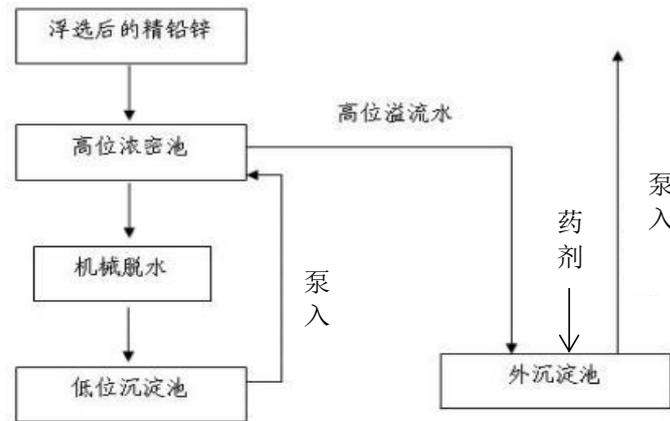 浮选后的精铅锌
高位溢流水
高位浓密池
泵入
药剂
机械脱水
泵入
低位沉淀池
外沉淀池